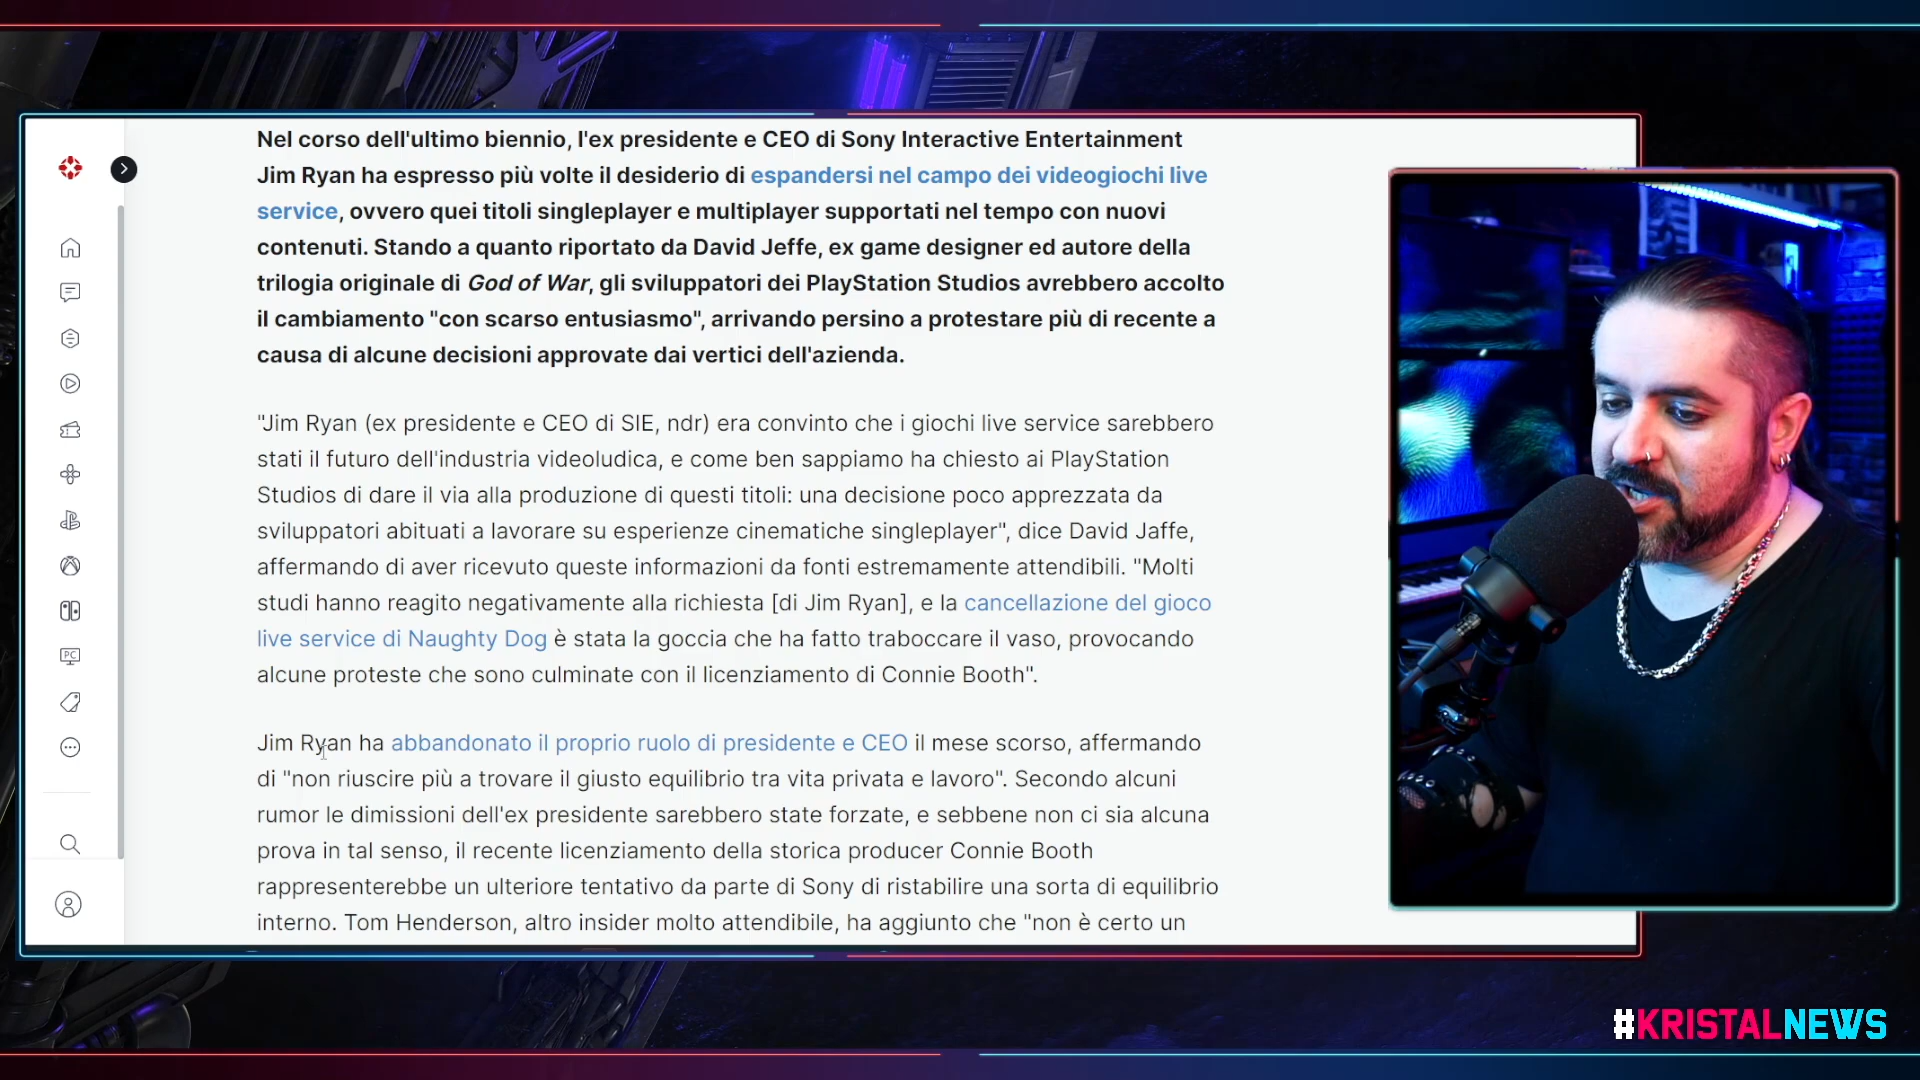 Nel corso dell'ultimo biennio, l'ex presidente e CEO di Sony Interactive Entertainment
Jim Ryan ha espresso più volte il desiderio di espandersi nel campo dei videogiochi live
service, ovvero quei titoli singleplayer e multiplayer supportati nel tempo con nuovi
contenuti. Stando a quanto riportato da David Jeffe, ex game designer ed autore della
trilogia originale di God of War, gli sviluppatori dei PlayStation Studios avrebbero accolto
il cambiamento "con scarso entusiasmo", arrivando persino a protestare più di recente a
causa di alcune decisioni approvate dai vertici dell'azienda.
"Jim Ryan (ex presidente e CEO di SIE, ndr) era convinto che i giochi live service sarebbero
stati il futuro dell'industria videoludica, e come ben sappiamo ha chiesto ai PlayStation
Studios di dare il via alla produzione di questi titoli: una decisione poco apprezzata da
sviluppatori abituati a lavorare su esperienze cinematiche singleplayer", dice David Jaffe,
affermando di aver ricevuto queste informazioni da fonti estremamente attendibili. "Molti
studi hanno reagito negativamente alla richiesta [di Jim Ryan], e la cancellazione del gioco
live service di Naughty Dog è stata la goccia che ha fatto traboccare il vaso, provocando
alcune proteste che sono culminate con il licenziamento di Connie Booth".
Jim Ryan ha abbandonato il proprio ruolo di presidente e CEO il mese scorso, affermando
di "non riuscire più a trovare il giusto equilibrio tra vita privata e lavoro". Secondo alcuni
rumor le dimissioni dell'ex presidente sarebbero state forzate, e sebbene non ci sia alcuna
prova in tal senso, il recente licenziamento della storica producer Connie Booth
rappresenterebbe un ulteriore tentativo da parte di Sony di ristabilire una sorta di equilibrio
interno. Tom Henderson, altro insider molto attendibile, ha aggiunto che "non è certo un
PC
#KRISTALNEWS